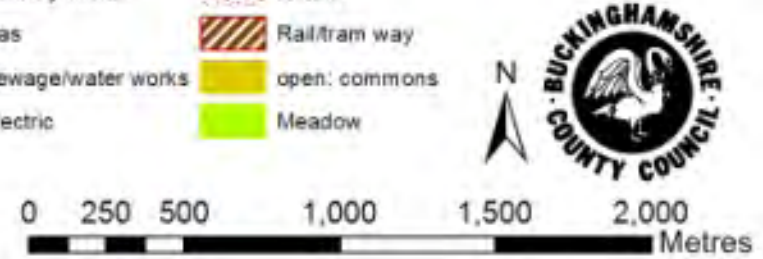 as
Rail/tram way
ewage/water works
open: commons
lectric
Meadow
N
BUCKINGHAMSHIRE
· COUNTY COUNCIL ·
0 250 500 1,000 1,500 2,000
Metres